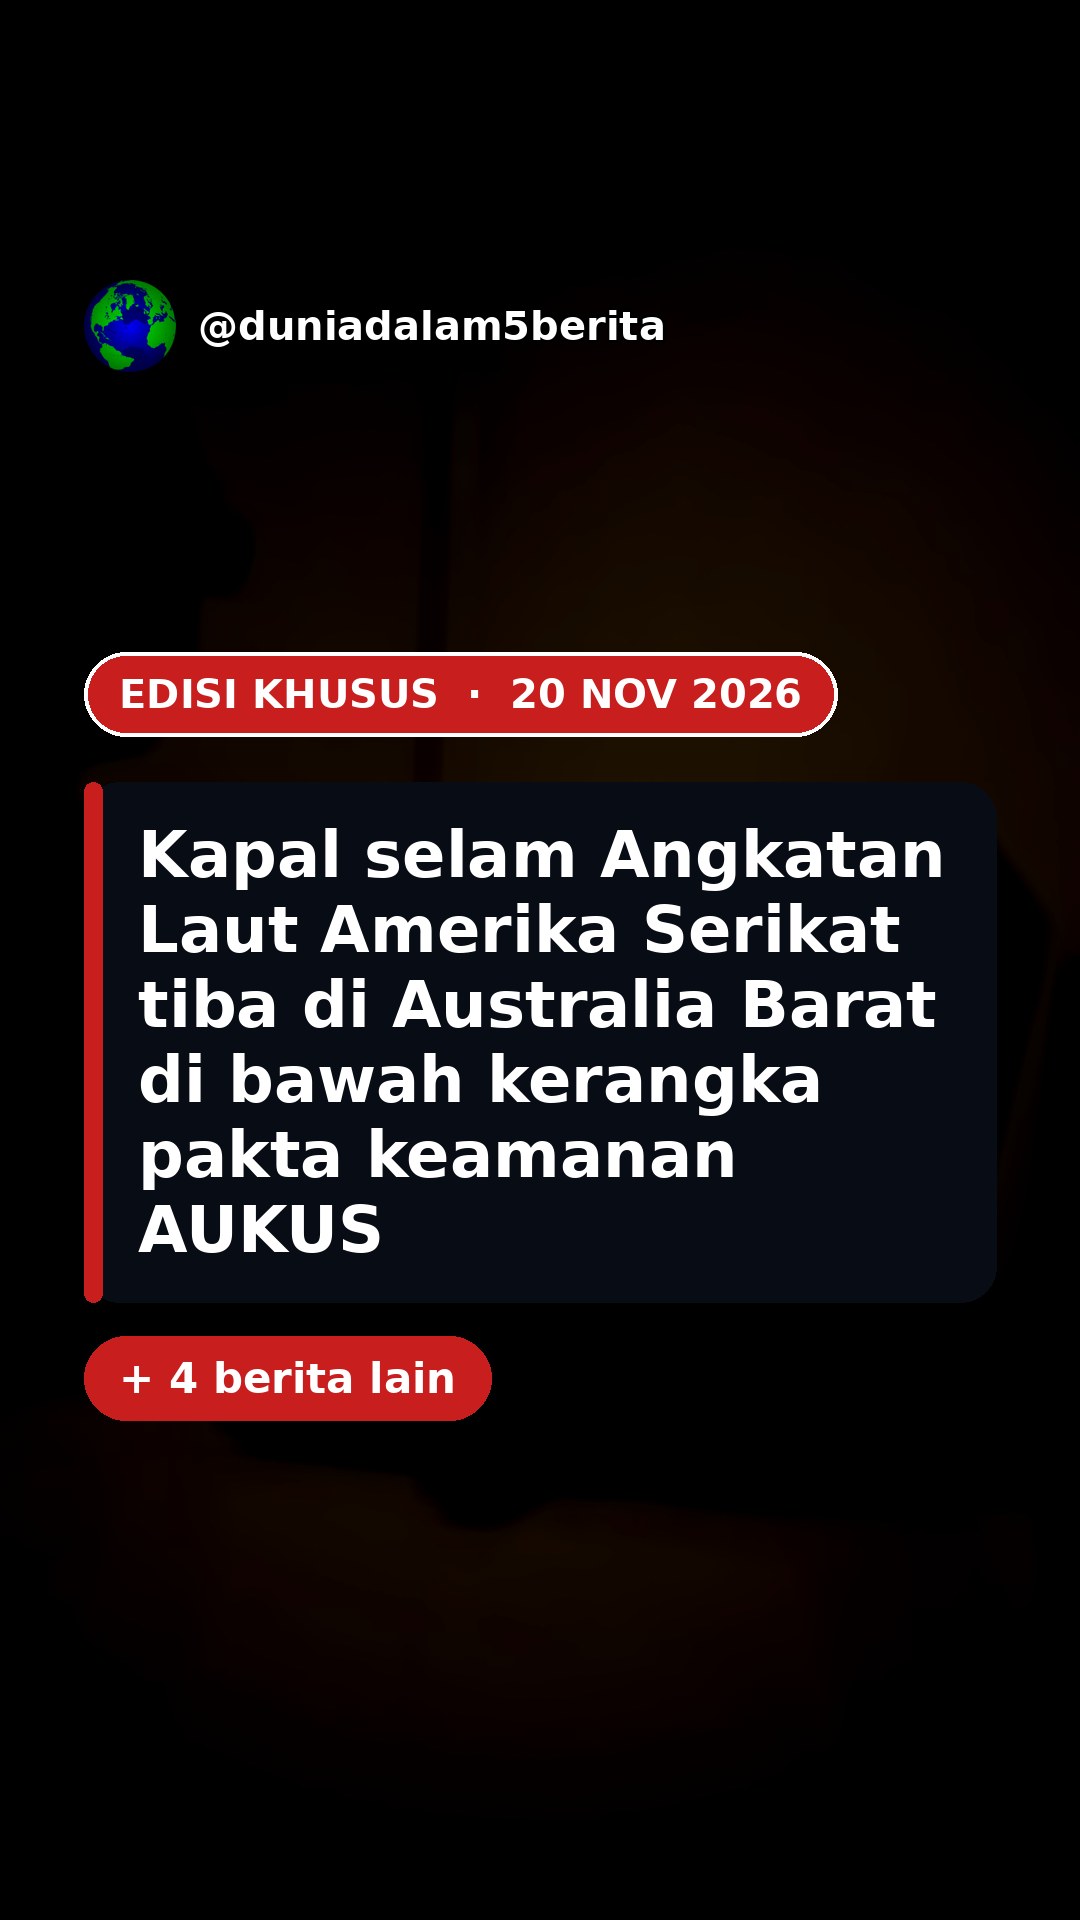 @duniadalam5berita
EDISI KHUSUS · 20 NOV 2026
Kapal selam Angkatan
Laut Amerika Serikat
tiba di Australia Barat
di bawah kerangka
pakta keamanan
AUKUS
+ 4 berita lain